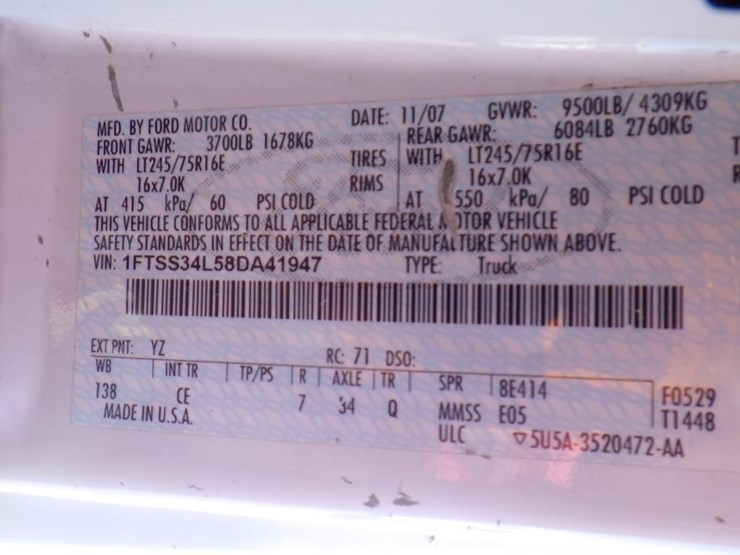 MFD. BY FORD MOTOR CO. DATE: 11/07 GVWR: 9500LB/ 4309KG
FRONT GAWR: 3700LB 1678KG REAR GAWR: 6084LB 2760KG
WITH LT245/75R16E TIRES WITH LT245/75R16E
16x7.0K RIMS 16x7.0K
AT 415 kPa/ 60 PSI COLD AT 550 kPa/ 80 PSI COLD
THIS VEHICLE CONFORMS TO ALL APPLICABLE FEDERAL MOTOR VEHICLE
SAFETY STANDARDS IN EFFECT ON THE DATE OF MANUFACTURE SHOWN ABOVE.
VIN: 1FTSS34L58DA41947 TYPE: Truck
EXT PNT: YZ RC: 71 DSO:
WB INT TR TP/PS R AXLE TR SPR 8E414 F0529
138 CE 7 34 Q MMSS E05 T1448
MADE IN U.S.A. ULC ▽5U5A-3520472-AA